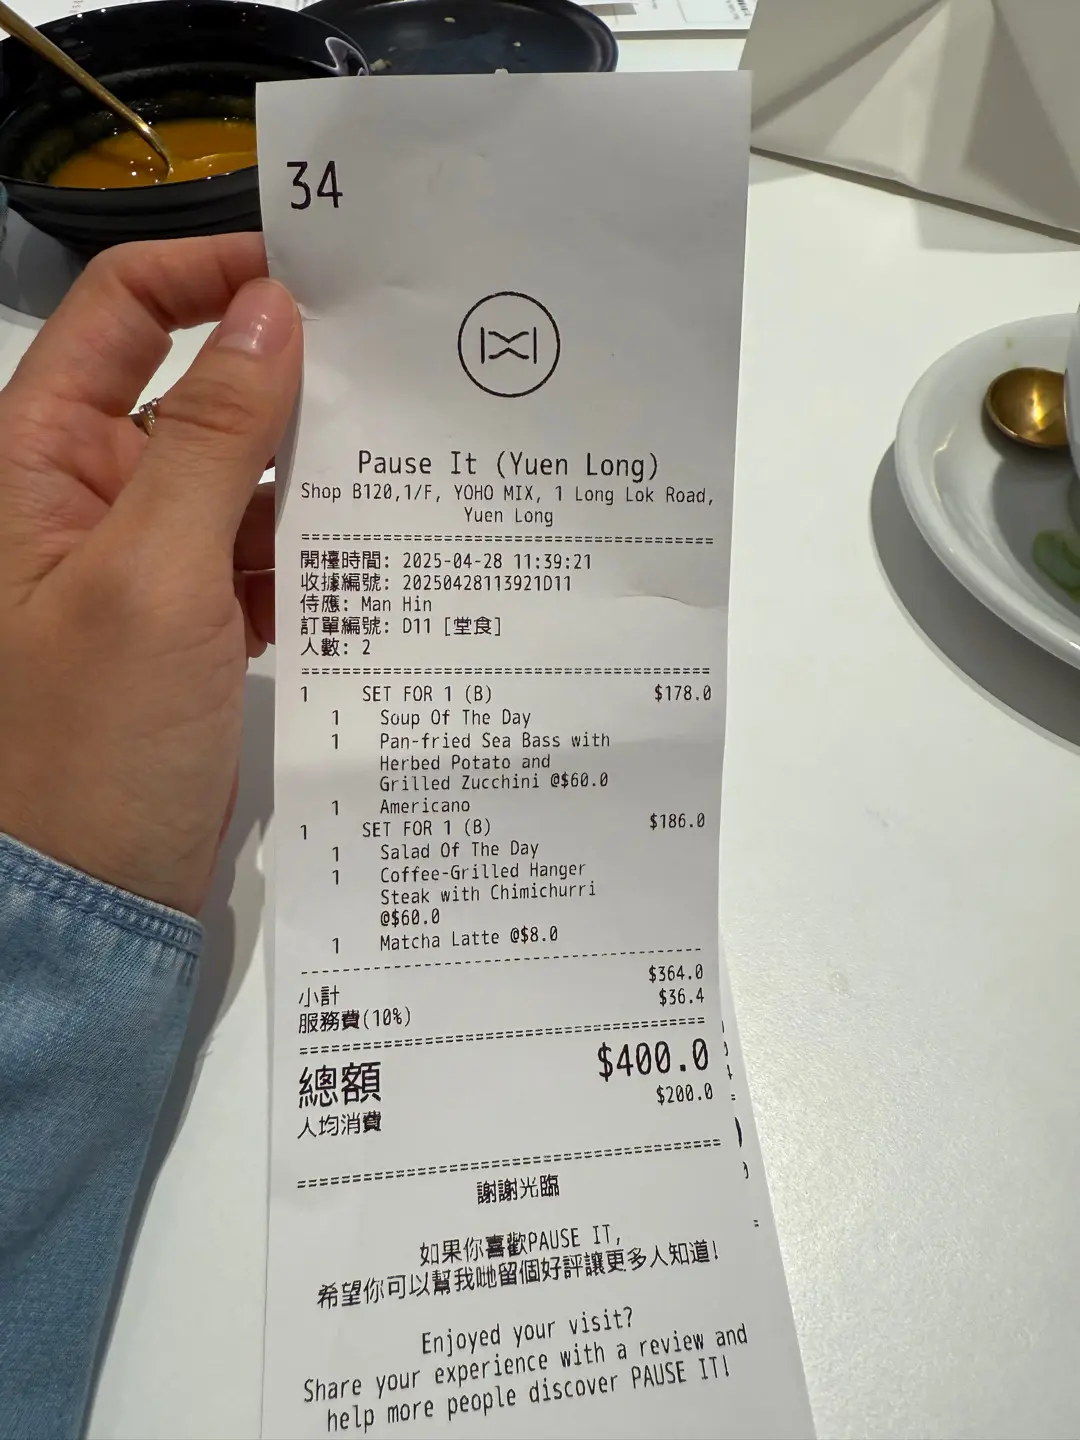 34
Pause It (Yuen Long)
Shop B120,1/F, YOHO MIX, 1 Long Lok Road,
Yuen Long
開檯時間: 2025-04-28 11:39:21
收據編號: 20250428113921D11
侍應: Man Hin
訂單編號: D11 [堂食]
人數: 2
1 SET FOR 1 (B) $178.0
1 Soup Of The Day
1 Pan-fried Sea Bass with
Herbed Potato and
Grilled Zucchini @$60.0
1 Americano
1 SET FOR 1 (B) $186.0
1 Salad Of The Day
1 Coffee-Grilled Hanger
Steak with Chimichurri
@$60.0
1 Matcha Latte @$8.0
小計 $364.0
服務費(10%) $36.4
總額 $400.0
人均消費 $200.0
謝謝光臨
如果你喜歡PAUSE IT,
希望你可以幫我哋留個好評讓更多人知道!
Enjoyed your visit?
Share your experience with a review and
help more people discover PAUSE IT!